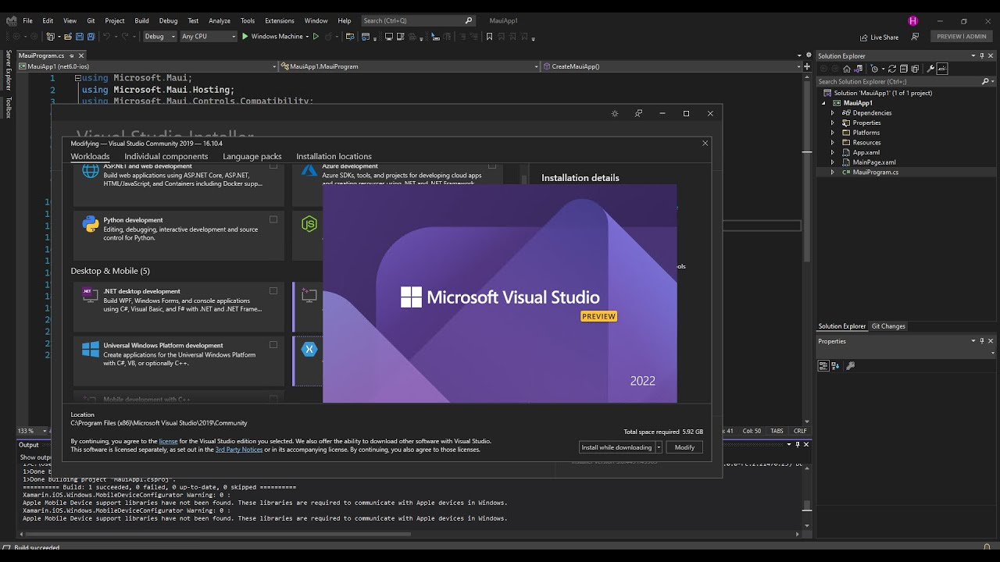 File Edit View Git Project Build Debug Test Analyze Tools Extensions Window Help Search (Ctrl+Q) MauiApp1 H
Debug Any CPU Windows Machine Live Share PREVIEW | ADMIN
Server Explorer
Toolbox
MauiProgram.cs
MauiApp1 (net6.0-ios) MauiApp1.MauiProgram CreateMauiApp()
1 using Microsoft.Maui;
2 using Microsoft.Maui.Hosting;
3 using Microsoft.Maui.Controls.Compatibility;
Visual Studio Installer
Modifying — Visual Studio Community 2019 — 16.10.4
Workloads Individual components Language packs Installation locations
ASP.NET and web development
Build web applications using ASP.NET Core, ASP.NET,
HTML/JavaScript, and Containers including Docker supp...
Azure development
Azure SDKs, tools, and projects for developing cloud apps
and creating resources using .NET and .NET Framework.
Installation details
Python development
Editing, debugging, interactive development and source
control for Python.
Desktop & Mobile (5)
.NET desktop development
Build WPF, Windows Forms, and console applications
using C#, Visual Basic, and F# with .NET and .NET Frame...
Universal Windows Platform development
Create applications for the Universal Windows Platform
with C#, VB, or optionally C++.
Mobile development with C++
Microsoft Visual Studio
PREVIEW
2022
Location
C:\Program Files (x86)\Microsoft Visual Studio\2019\Community
By continuing, you agree to the license for the Visual Studio edition you selected. We also offer the ability to download other software with Visual Studio.
This software is licensed separately, as set out in the 3rd Party Notices or in its accompanying license. By continuing, you also agree to those licenses.
Total space required 5.92 GB
Install while downloading Modify
Solution Explorer
Search Solution Explorer (Ctrl+;)
Solution 'MauiApp1' (1 of 1 project)
MauiApp1
Dependencies
Properties
Platforms
Resources
App.xaml
MainPage.xaml
MauiProgram.cs
Solution Explorer Git Changes
Properties
133 % Col: 50 TABS CRLF
Output
Show output
1>Done building project "MauiApp1.csproj".
========== Build: 1 succeeded, 0 failed, 0 up-to-date, 0 skipped ==========
Xamarin.iOS.Windows.MobileDeviceConfigurator Warning: 0 :
Apple Mobile Device support libraries have not been found. These libraries are required to communicate with Apple devices in Windows.
Xamarin.iOS.Windows.MobileDeviceConfigurator Warning: 0 :
Apple Mobile Device support libraries have not been found. These libraries are required to communicate with Apple devices in Windows.
Build succeeded